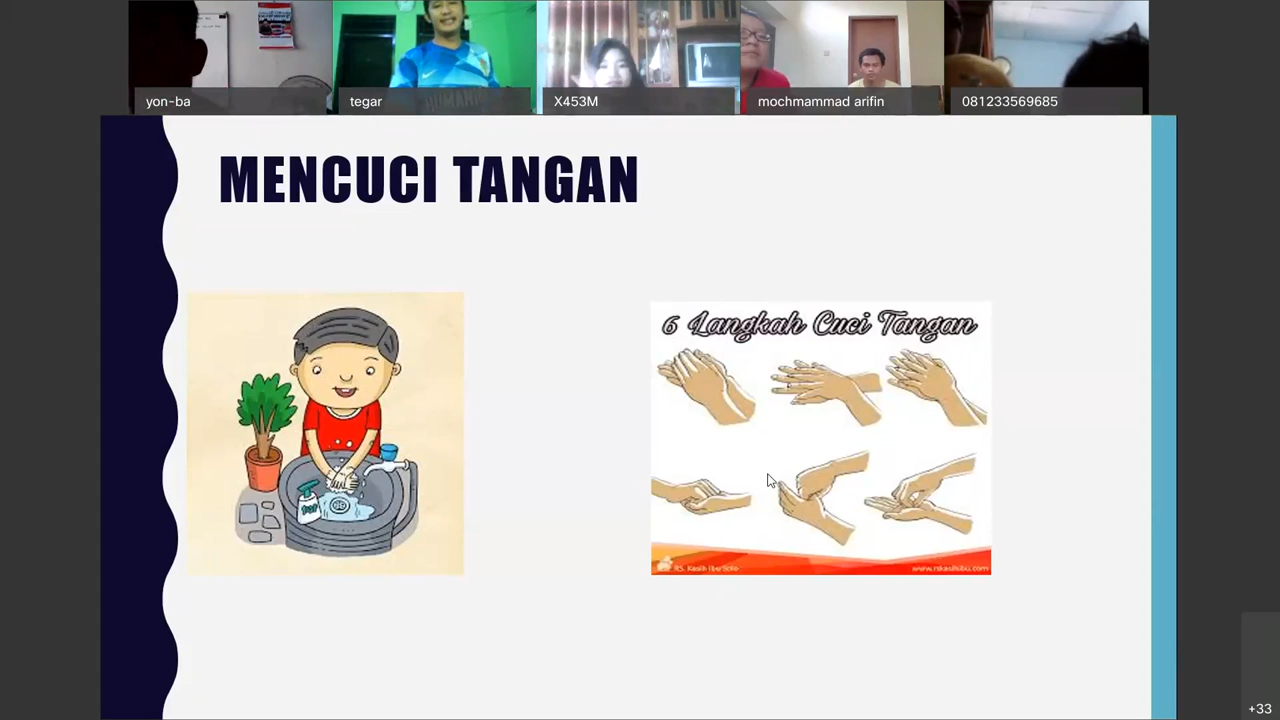 yon-ba
tegar
X453M
mochmammad arifin
081233569685
MENCUCI TANGAN
6 Langkah Cuci Tangan
RS. Kasih Ibu Solo
www.rskasihibu.com
+33